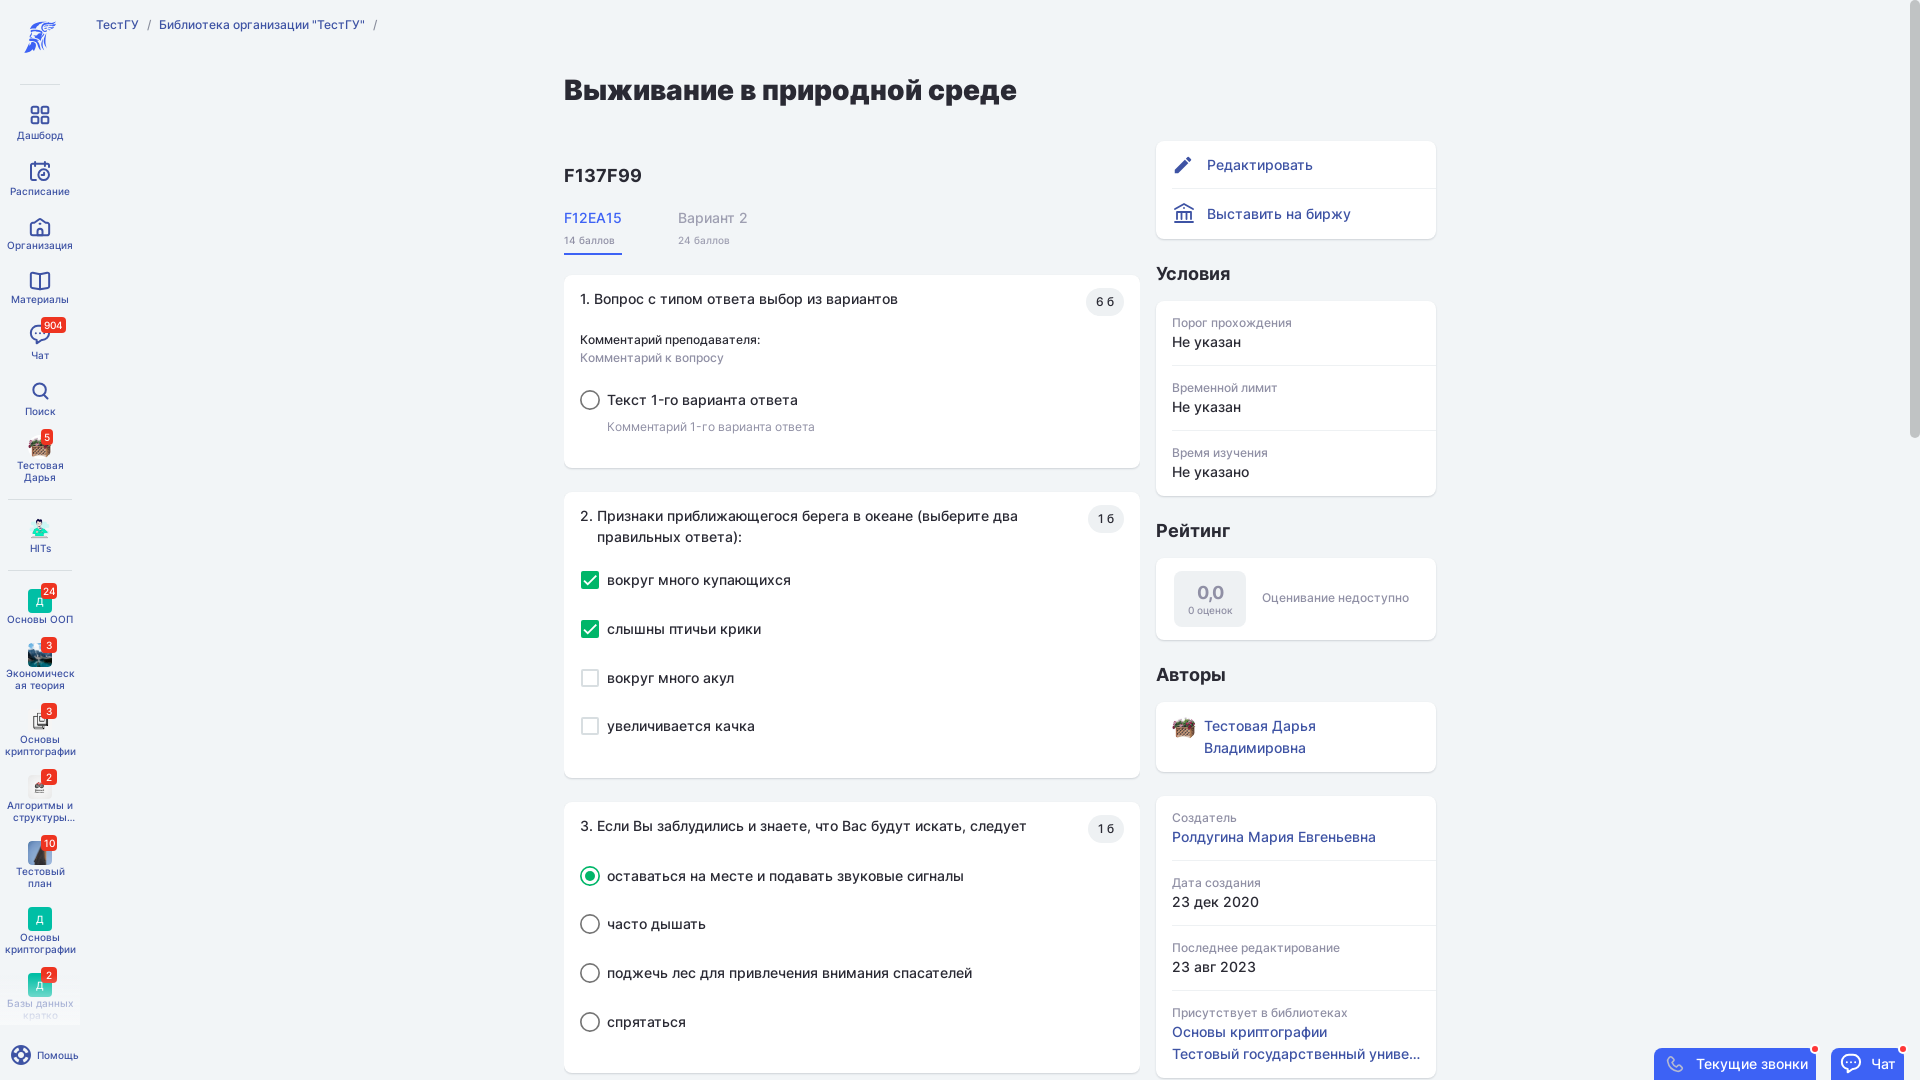 ТестГУ / Библиотека организации "ТестГУ" /
Дашборд
Расписание
Организация
Материалы
904
Чат
Поиск
5
Тестовая
Дарья
HITs
24
Д
Основы ООП
3
Экономическ
ая теория
3
Основы
криптографии
2
Алгоритмы и
структуры...
10
Тестовый
план
Д
Основы
криптографии
2
Д
Базы данных
кратко
Помощь
Выживание в природной среде
F137F99
F12EA15
14 баллов
Вариант 2
24 баллов
1. Вопрос с типом ответа выбор из вариантов
6 б
Комментарий преподавателя:
Комментарий к вопросу
Текст 1-го варианта ответа
Комментарий 1-го варианта ответа
2. Признаки приближающегося берега в океане (выберите два
правильных ответа):
1 б
вокруг много купающихся
слышны птичьи крики
вокруг много акул
увеличивается качка
3. Если Вы заблудились и знаете, что Вас будут искать, следует
1 б
оставаться на месте и подавать звуковые сигналы
часто дышать
поджечь лес для привлечения внимания спасателей
спрятаться
Редактировать
Выставить на биржу
Условия
Порог прохождения
Не указан
Временной лимит
Не указан
Время изучения
Не указано
Рейтинг
0,0
0 оценок
Оценивание недоступно
Авторы
Тестовая Дарья
Владимировна
Создатель
Ролдугина Мария Евгеньевна
Дата создания
23 дек 2020
Последнее редактирование
23 авг 2023
Присутствует в библиотеках
Основы криптографии
Тестовый государственный униве...
Текущие звонки
Чат